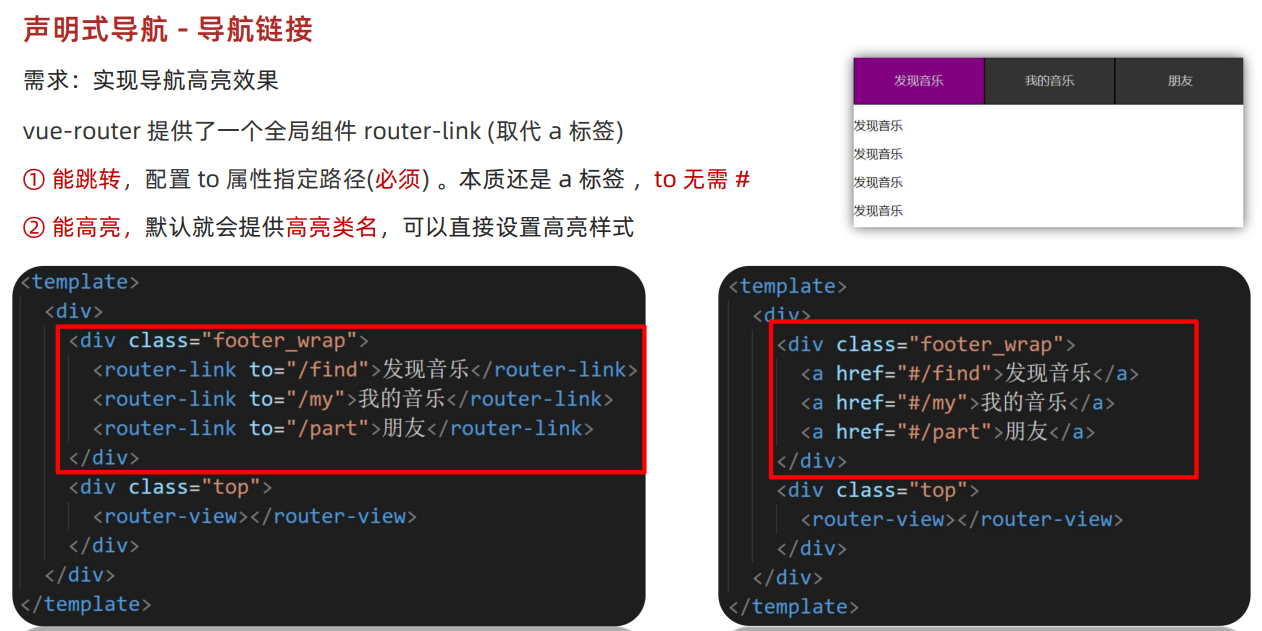 声明式导航 - 导航链接
需求：实现导航高亮效果
vue-router 提供了一个全局组件 router-link (取代 a 标签)
① 能跳转，配置 to 属性指定路径(必须) 。本质还是 a 标签 ，to 无需 #
② 能高亮，默认就会提供高亮类名，可以直接设置高亮样式
发现音乐 我的音乐 朋友
发现音乐
发现音乐
发现音乐
发现音乐
<template>
<div>
<div class="footer_wrap">
<router-link to="/find">发现音乐</router-link>
<router-link to="/my">我的音乐</router-link>
<router-link to="/part">朋友</router-link>
</div>
<div class="top">
<router-view></router-view>
</div>
</div>
</template>
<template>
<div>
<div class="footer_wrap">
<a href="#/find">发现音乐</a>
<a href="#/my">我的音乐</a>
<a href="#/part">朋友</a>
</div>
<div class="top">
<router-view></router-view>
</div>
</div>
</template>